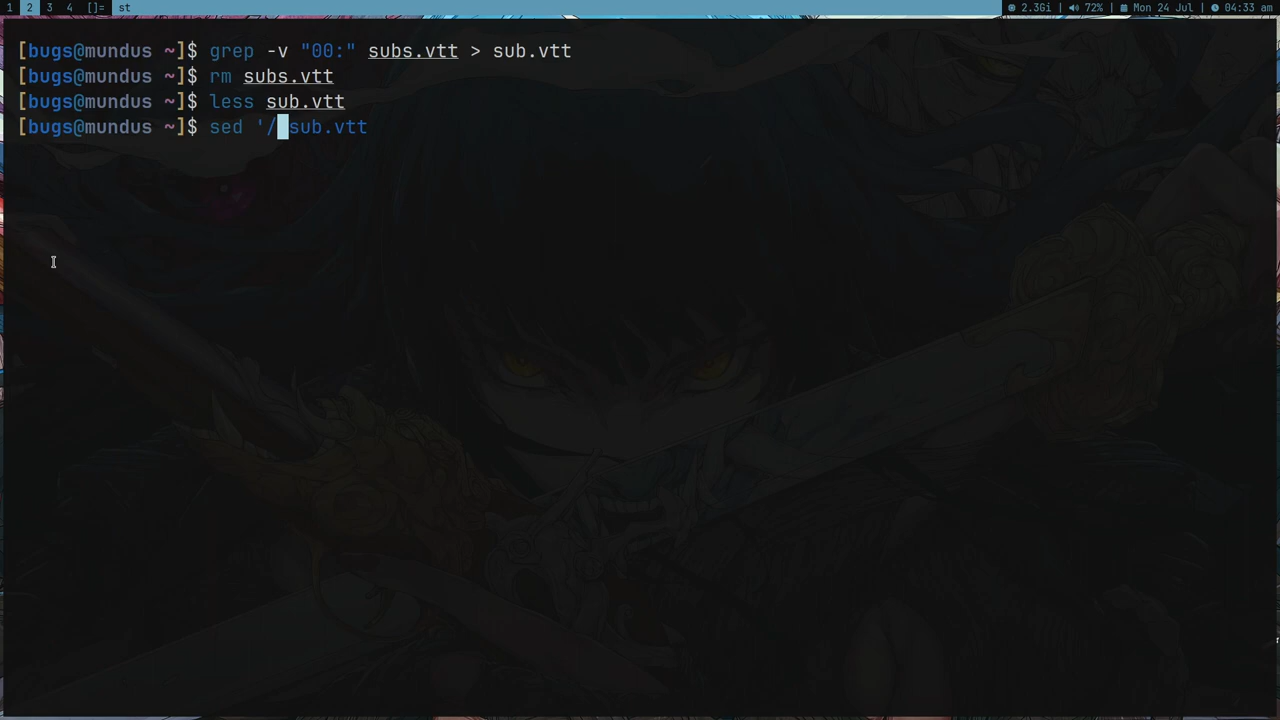 1 2 3 4 []= st 2.3Gi | 72% | Mon 24 Jul | 04:33 am
[bugs@mundus ~]$ grep -v "00:" subs.vtt > sub.vtt
[bugs@mundus ~]$ rm subs.vtt
[bugs@mundus ~]$ less sub.vtt
[bugs@mundus ~]$ sed '/ sub.vtt